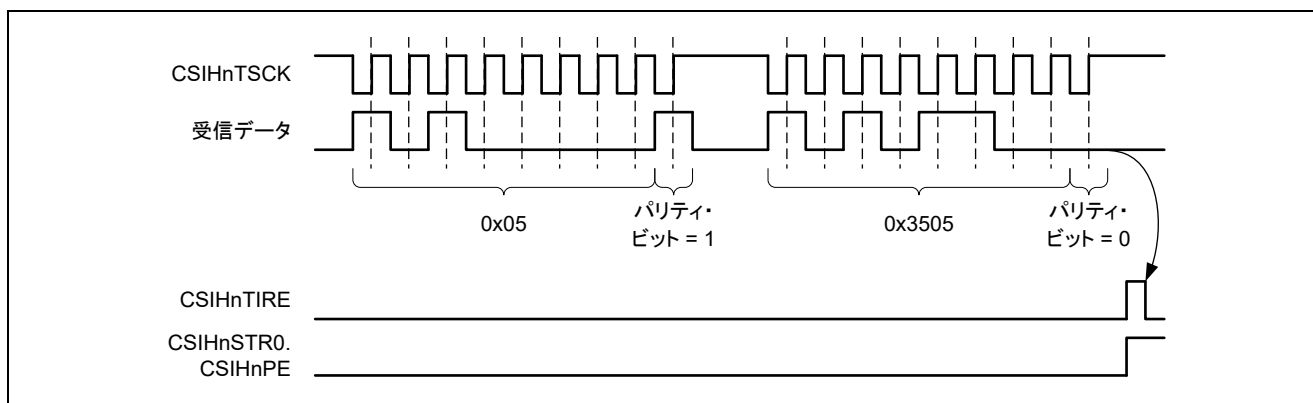 CSIHnTSCK
受信データ
0x05
パリティ・
ビット = 1
0x3505
パリティ・
ビット = 0
CSIHnTIRE
CSIHnSTR0.
CSIHnPE